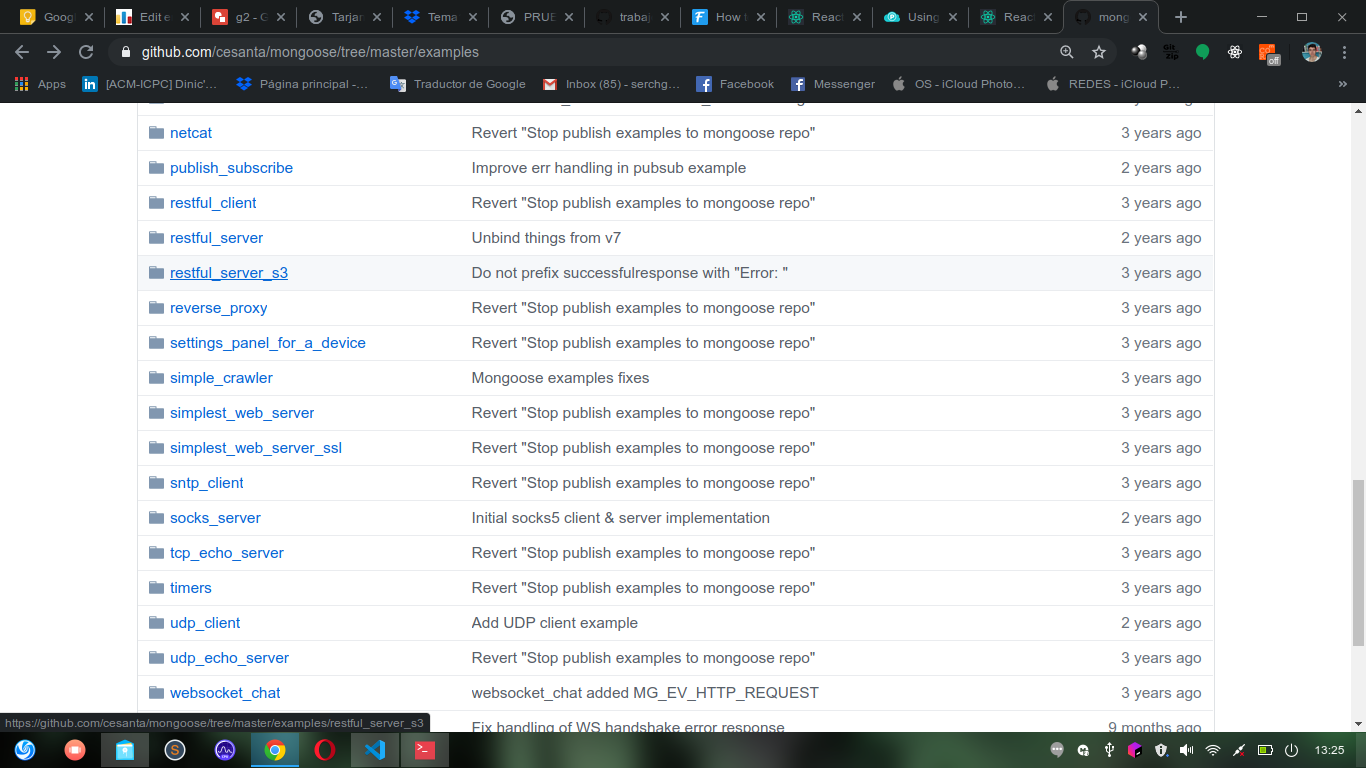 Googl
Edit e
g2 - G
Tarjan
Tema
PRUE
trabaj
How t
React
Using
React
mong
github.com/cesanta/mongoose/tree/master/examples
off
Apps
[ACM-ICPC] Dinic'…
Página principal -…
Traductor de Google
Inbox (85) - serchg…
Facebook
Messenger
OS - iCloud Photo…
REDES - iCloud P…
»
netcat Revert "Stop publish examples to mongoose repo" 3 years ago
publish_subscribe Improve err handling in pubsub example 2 years ago
restful_client Revert "Stop publish examples to mongoose repo" 3 years ago
restful_server Unbind things from v7 2 years ago
restful_server_s3 Do not prefix successfulresponse with "Error: " 3 years ago
reverse_proxy Revert "Stop publish examples to mongoose repo" 3 years ago
settings_panel_for_a_device Revert "Stop publish examples to mongoose repo" 3 years ago
simple_crawler Mongoose examples fixes 3 years ago
simplest_web_server Revert "Stop publish examples to mongoose repo" 3 years ago
simplest_web_server_ssl Revert "Stop publish examples to mongoose repo" 3 years ago
sntp_client Revert "Stop publish examples to mongoose repo" 3 years ago
socks_server Initial socks5 client & server implementation 2 years ago
tcp_echo_server Revert "Stop publish examples to mongoose repo" 3 years ago
timers Revert "Stop publish examples to mongoose repo" 3 years ago
udp_client Add UDP client example 2 years ago
udp_echo_server Revert "Stop publish examples to mongoose repo" 3 years ago
websocket_chat websocket_chat added MG_EV_HTTP_REQUEST 3 years ago
Fix handling of WS handshake error response 9 months ago
https://github.com/cesanta/mongoose/tree/master/examples/restful_server_s3
13:25